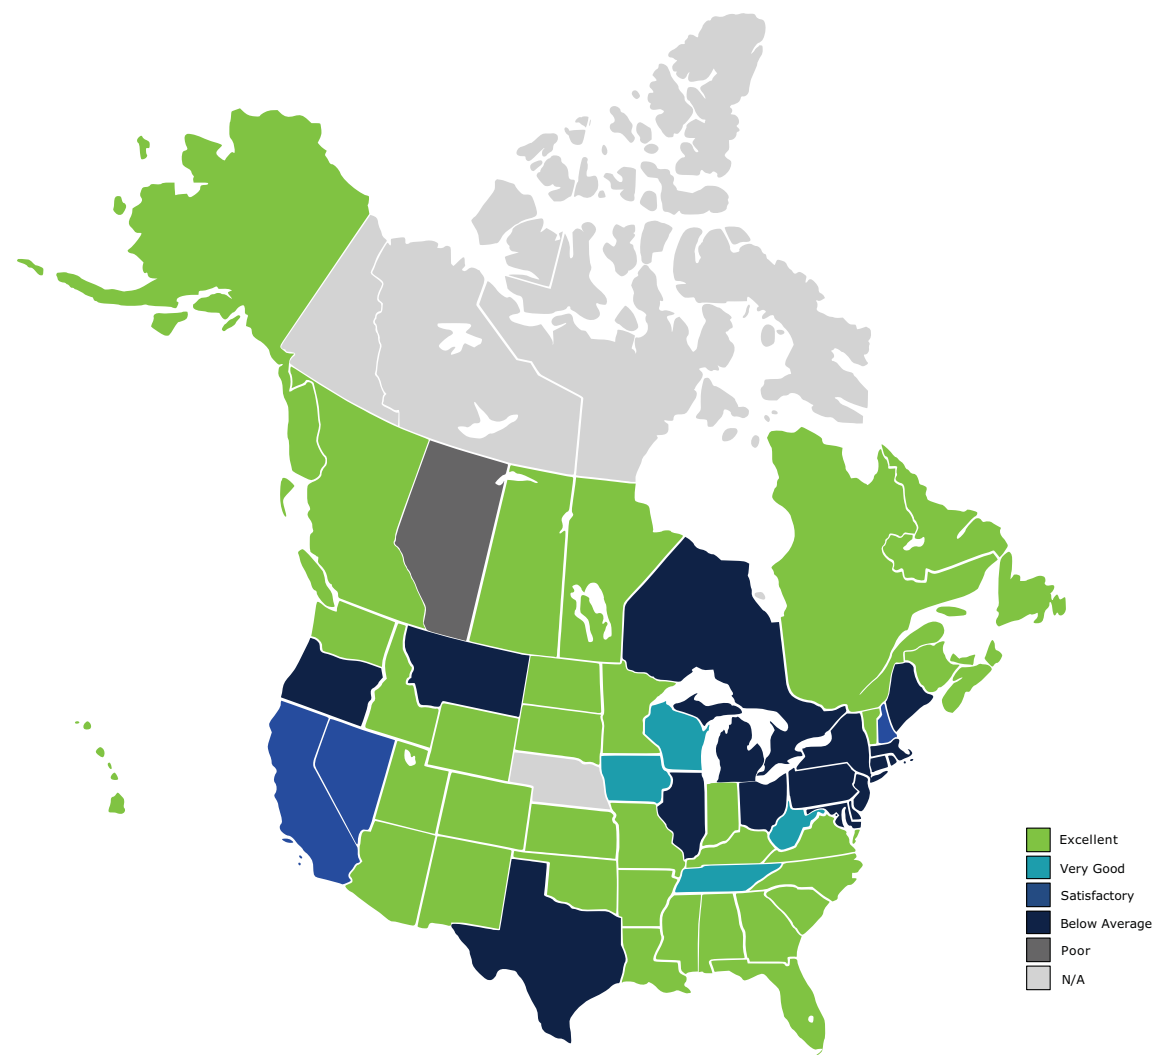 Excellent
Very Good
Satisfactory
Below Average
Poor
N/A